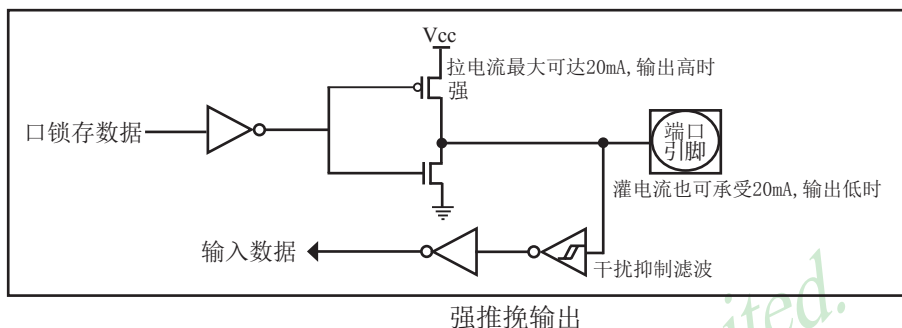 Vcc
拉电流最大可达20mA,输出高时
强
口锁存数据
端口
引脚
灌电流也可承受20mA,输出低时
输入数据
干扰抑制滤波
强推挽输出
ited.